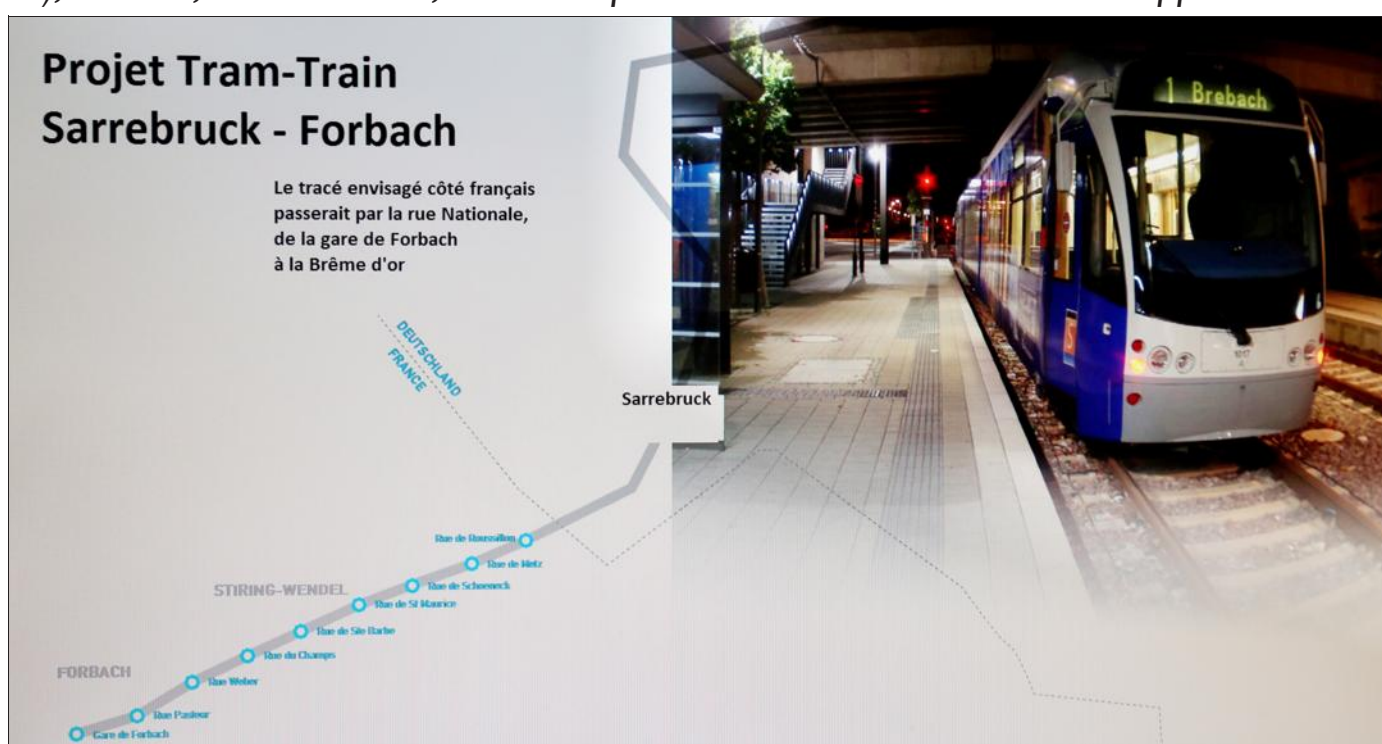 Projet Tram-Train
Sarrebruck - Forbach
Le tracé envisagé côté français
passerait par la rue Nationale,
de la gare de Forbach
à la Brême d'or
1 Brebach
DEUTSCHLAND
FRANCE
Sarrebruck
Rue de Roussillon
Rue de Metz
STIRING-WENDEL
Rue de Schoeneck
Rue de St Maurice
Rue de Ste Barbe
Rue du Champs
FORBACH
Rue Weber
Rue Pasteur
Gare de Forbach
S
1017